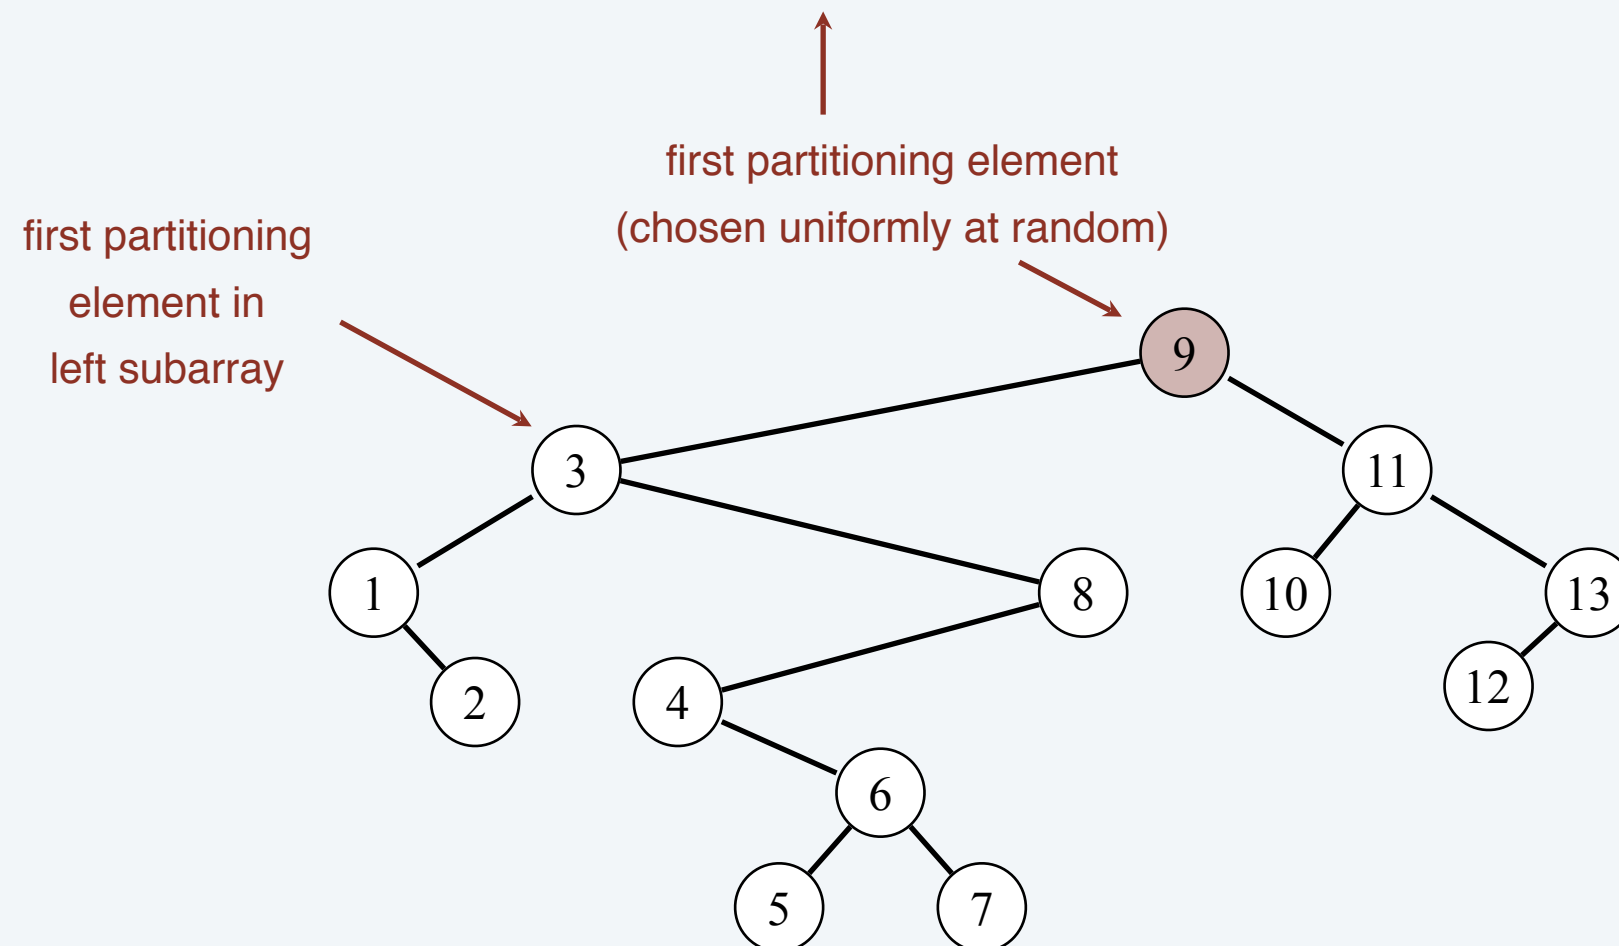 first partitioning element
(chosen uniformly at random)
first partitioning
element in
left subarray
9
3
11
1
8
10
13
2
4
12
6
5
7